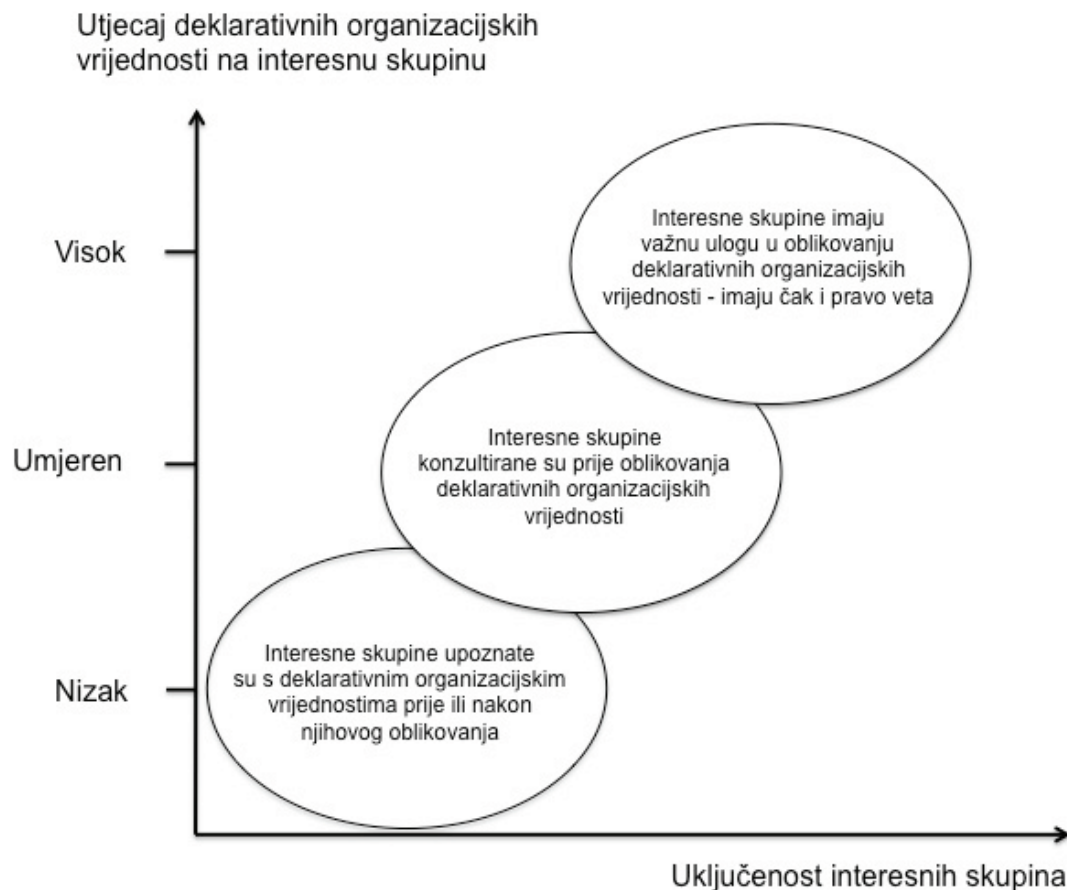 Utjecaj deklarativnih organizacijskih
vrijednosti na interesnu skupinu
Visok
Interesne skupine imaju
važnu ulogu u oblikovanju
deklarativnih organizacijskih
vrijednosti - imaju čak i pravo veta
Umjeren
Interesne skupine
konzultirane su prije oblikovanja
deklarativnih organizacijskih
vrijednosti
Nizak
Interesne skupine upoznate
su s deklarativnim organizacijskim
vrijednostima prije ili nakon
njihovog oblikovanja
Uključenost interesnih skupina